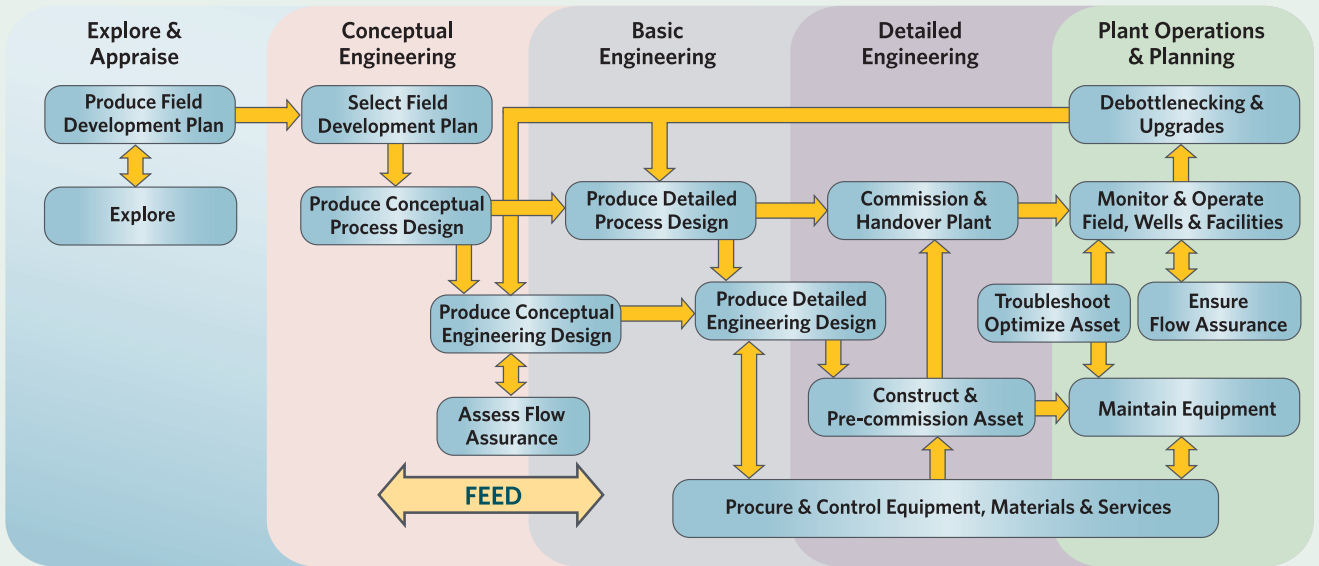 Explore &
Appraise
Conceptual
Engineering
Basic
Engineering
Detailed
Engineering
Plant Operations
& Planning
Produce Field
Development Plan
Select Field
Development Plan
Debottlenecking &
Upgrades
Explore
Produce Conceptual
Process Design
Produce Detailed
Process Design
Commission &
Handover Plant
Monitor & Operate
Field, Wells & Facilities
Produce Conceptual
Engineering Design
Produce Detailed
Engineering Design
Troubleshoot
Optimize Asset
Ensure
Flow Assurance
Assess Flow
Assurance
Construct &
Pre-commission Asset
Maintain Equipment
FEED
Procure & Control Equipment, Materials & Services